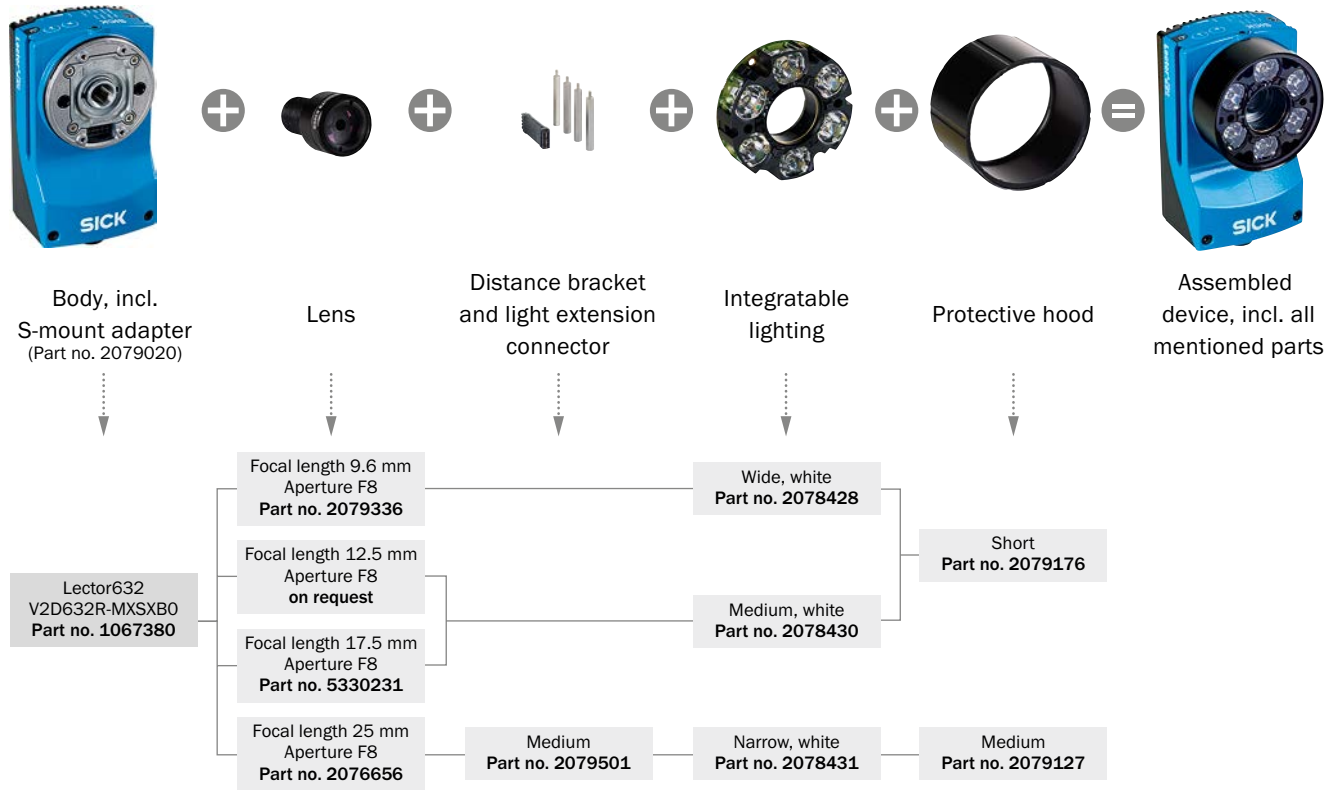 SICK
SICK
Body, incl.
S-mount adapter
(Part no. 2079020)
Lens
Distance bracket
and light extension
connector
Integratable
lighting
Protective hood
Assembled
device, incl. all
mentioned parts
Lector632
V2D632R-MXSXB0
Part no. 1067380
Focal length 9.6 mm
Aperture F8
Part no. 2079336
Focal length 12.5 mm
Aperture F8
on request
Focal length 17.5 mm
Aperture F8
Part no. 5330231
Focal length 25 mm
Aperture F8
Part no. 2076656
Medium
Part no. 2079501
Wide, white
Part no. 2078428
Medium, white
Part no. 2078430
Narrow, white
Part no. 2078431
Short
Part no. 2079176
Medium
Part no. 2079127